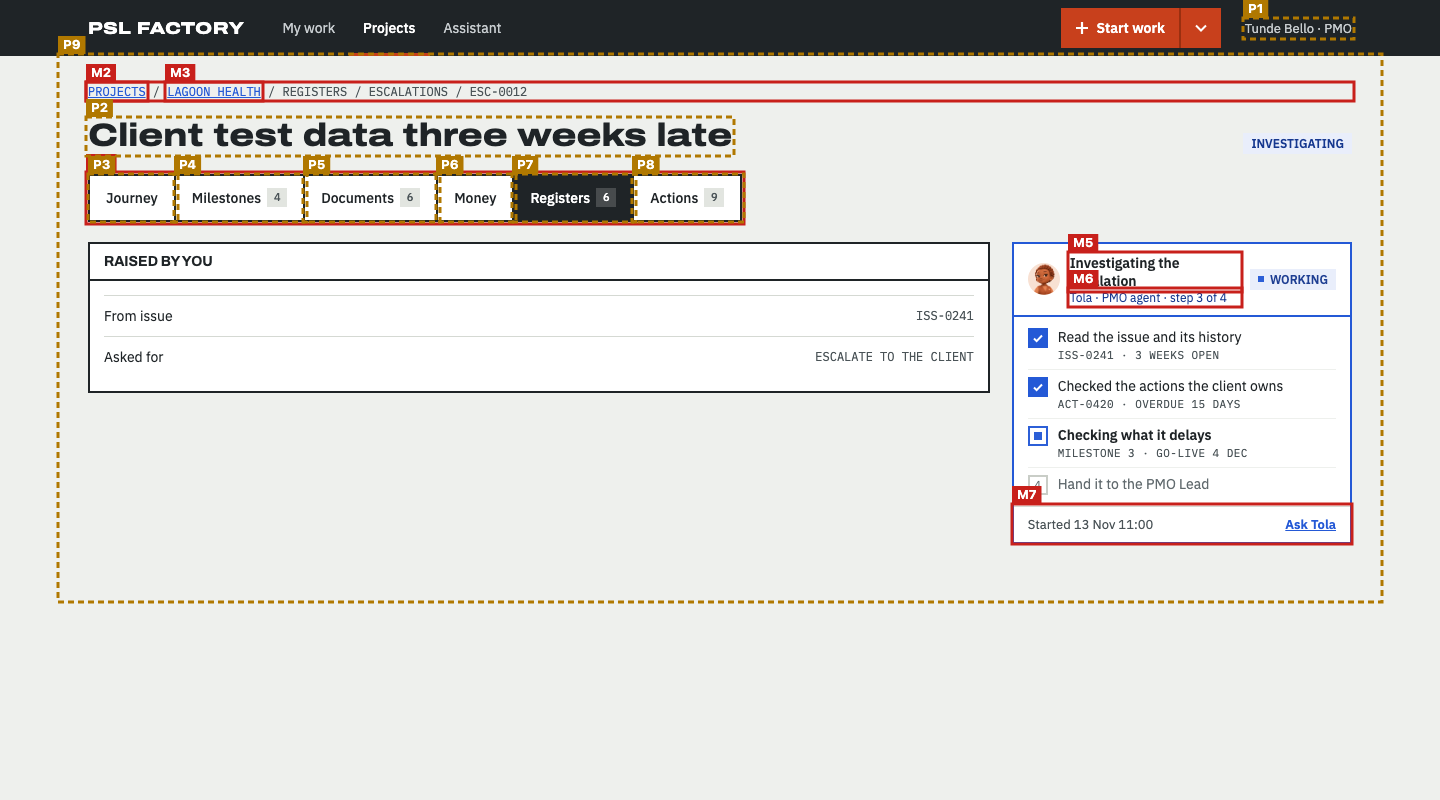 PSL FACTORY My work Projects Assistant Start work P1 Tunde Bello · PMO
P9
M2 M3
PROJECTS / LAGOON HEALTH / REGISTERS / ESCALATIONS / ESC-0012
P2
Client test data three weeks late INVESTIGATING
P3 P4 P5 P6 P7 P8
Journey Milestones 4 Documents 6 Money Registers 6 Actions 9
RAISED BY YOU
From issue ISS-0241
Asked for ESCALATE TO THE CLIENT
M5
Investigating the
M6 lation WORKING
Tola · PMO agent · step 3 of 4
Read the issue and its history
ISS-0241 · 3 WEEKS OPEN
Checked the actions the client owns
ACT-0420 · OVERDUE 15 DAYS
Checking what it delays
MILESTONE 3 · GO-LIVE 4 DEC
4 Hand it to the PMO Lead
M7
Started 13 Nov 11:00 Ask Tola